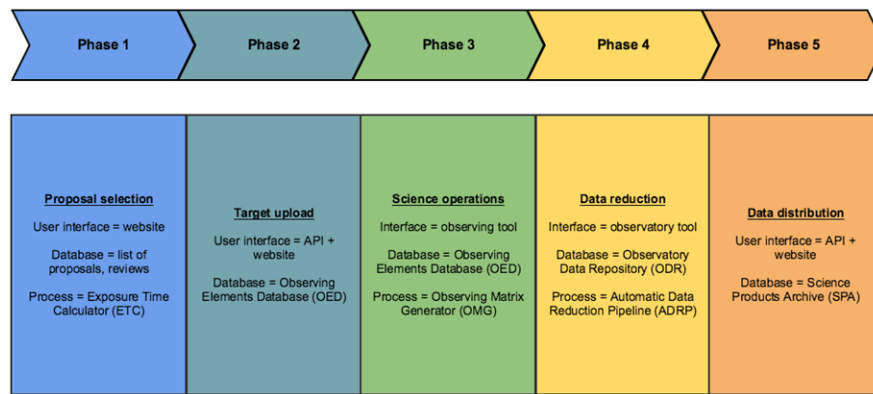 Phase 1
Phase 2
Phase 3
Phase 4
Phase 5
Proposal selection
User interface = website
Database = list of
proposals, reviews
Process = Exposure Time
Calculator (ETC)
Target upload
User interface = API +
website
Database = Observing
Elements Database (OED)
Science operations
Interface = observing tool
Database = Observing
Elements Database (OED)
Process = Observing Matrix
Generator (OMG)
Data reduction
Interface = observatory tool
Database = Observatory
Data Repository (ODR)
Process = Automatic Data
Reduction Pipeline (ADRP)
Data distribution
User interface = API +
website
Database = Science
Products Archive (SPA)